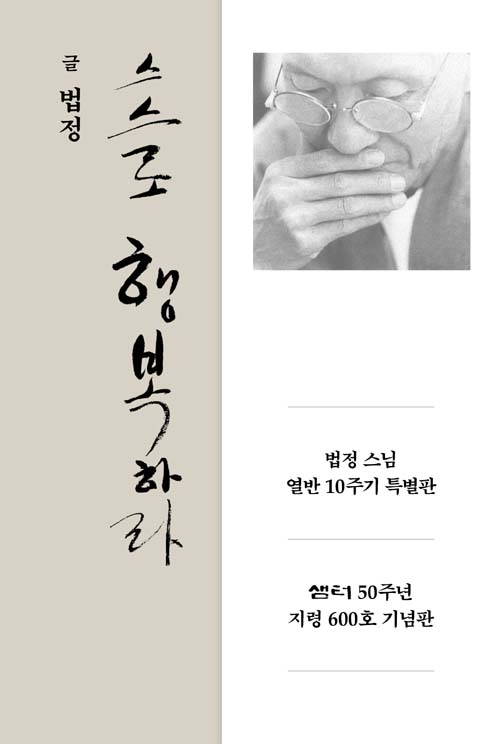 스스로 행복하라
글 법정
법정 스님
열반 10주기 특별판
샘터 50주년
지령 600호 기념판